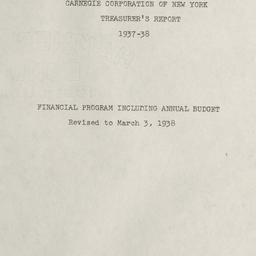 CARNEGIE CORPORATION OF NEW YORK
TREASURER'S REPORT
1937-38
FINANCIAL PROGRAM INCLUDING ANNUAL BUDGET
Revised to March 3, 1938